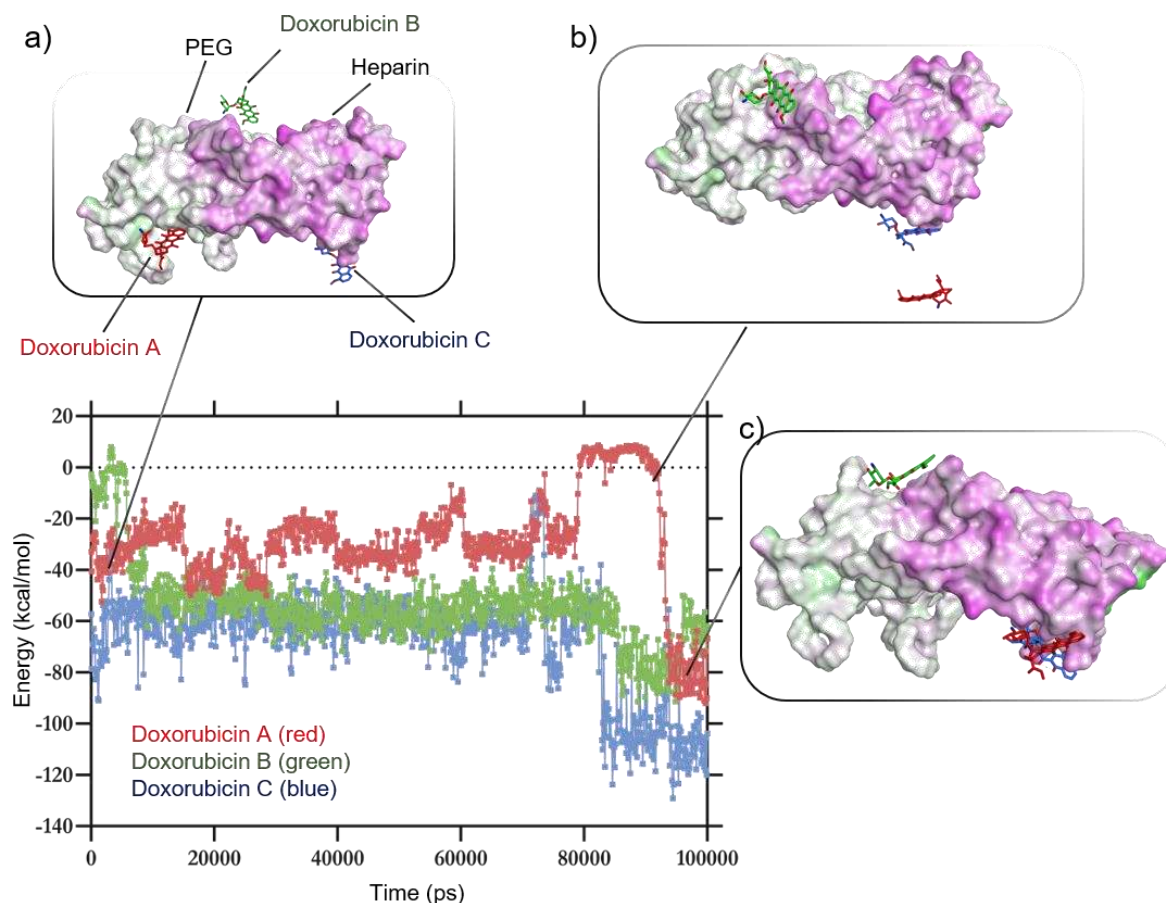 a)
Doxorubicin B
b)
PEG
Heparin
Doxorubicin A
Doxorubicin C
c)
20
0
-20
-40
-60
-80
-100
-120
-140
Energy (kcal/mol)
Doxorubicin A (red)
Doxorubicin B (green)
Doxorubicin C (blue)
0 20000 40000 60000 80000 100000
Time (ps)